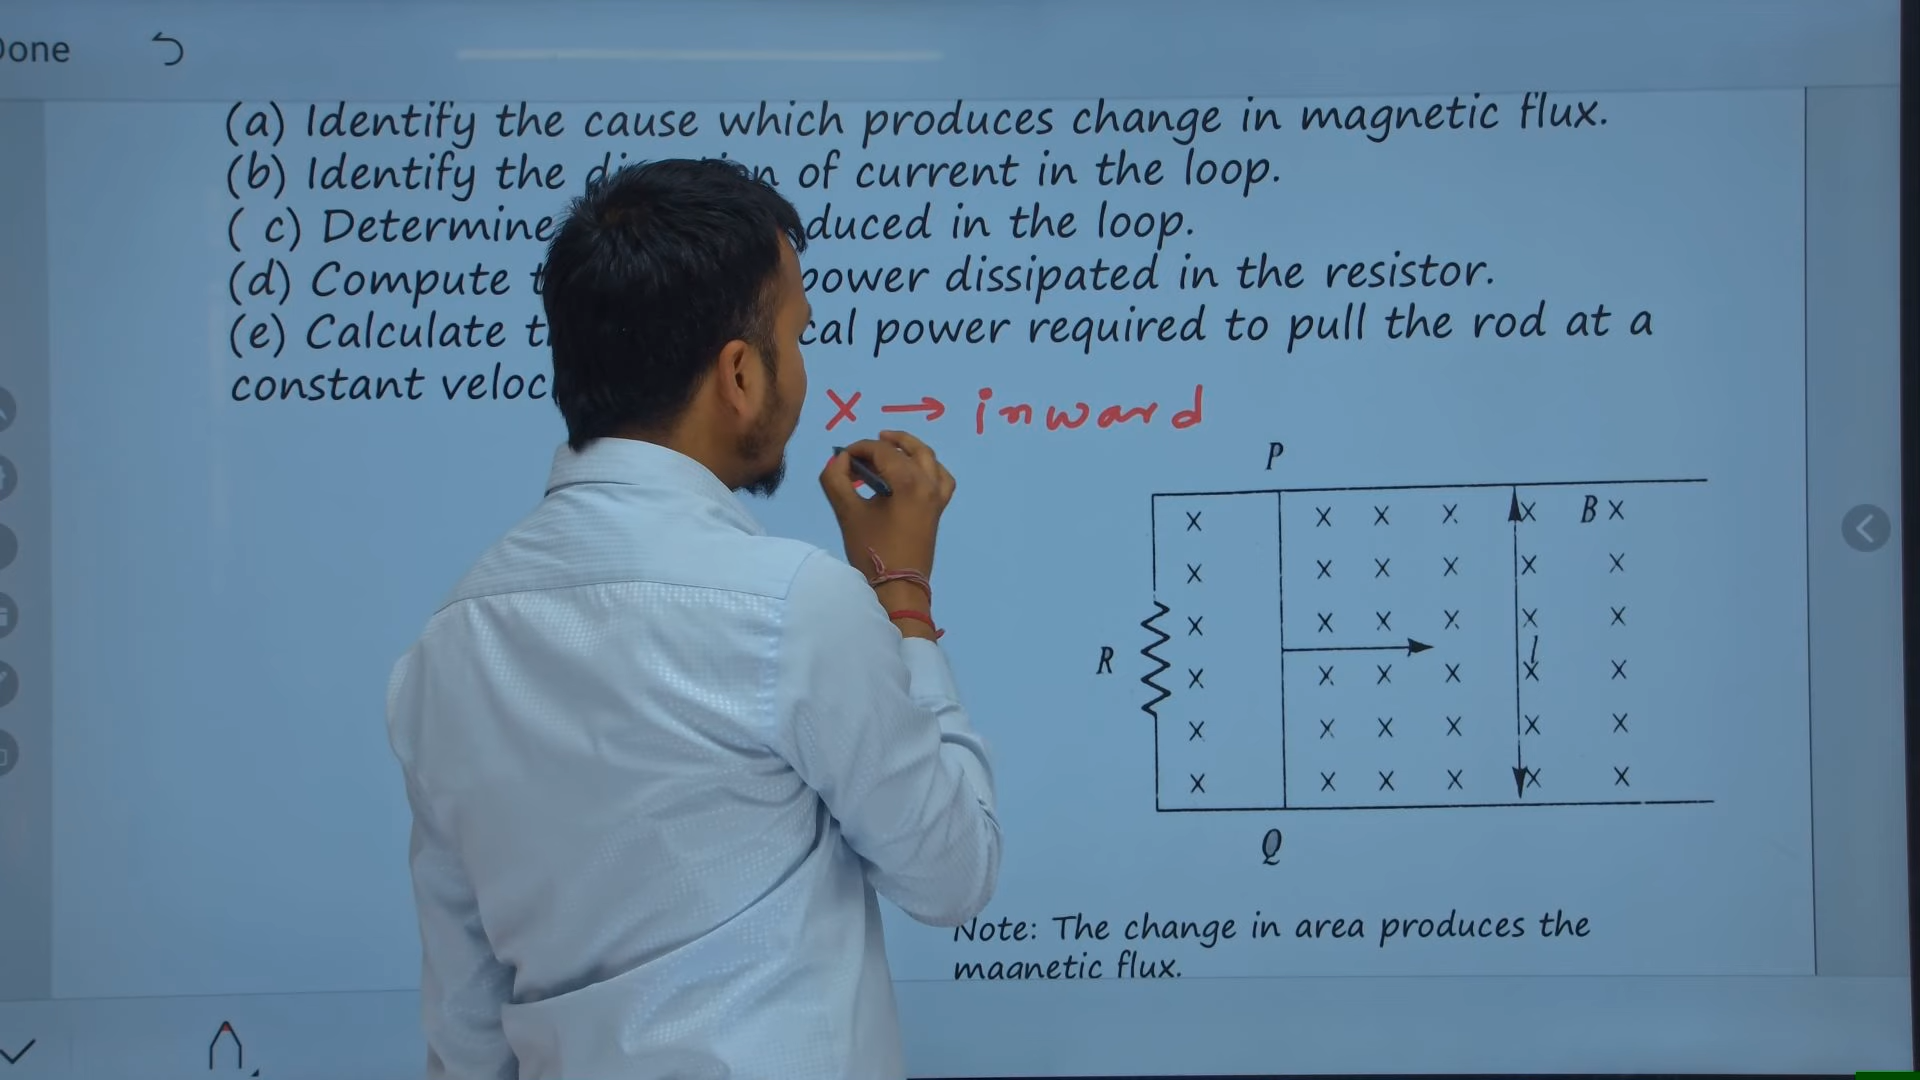 one
(a) Identify the cause which produces change in magnetic flux.
(b) Identify the of current in the loop.
( c) Determine duced in the loop.
(d) Compute power dissipated in the resistor.
(e) Calculate cal power required to pull the rod at a
constant veloc
X → inward
P
B
R
l
Q
Note: The change in area produces the
magnetic flux.